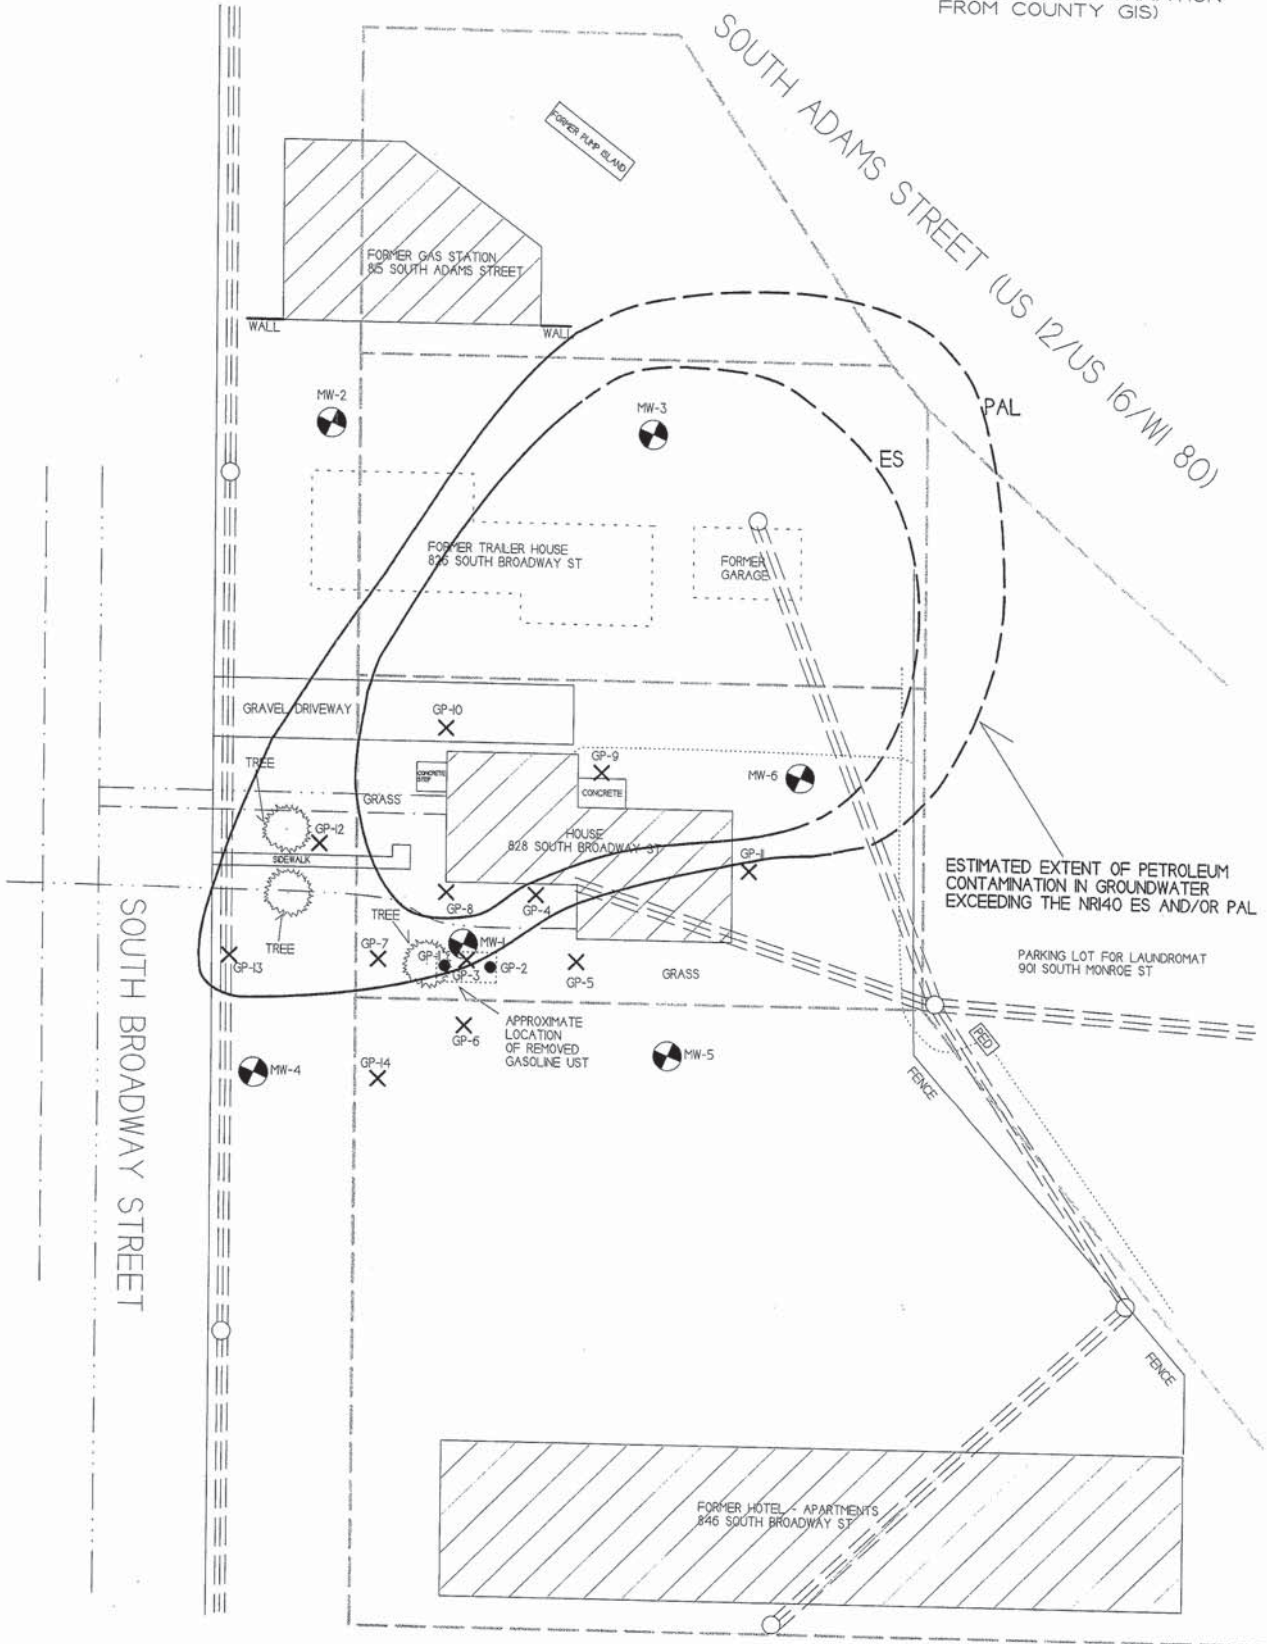 FROM COUNTY GIS)
SOUTH ADAMS STREET (US 12/US 16/WI 80)
FORMER PUMP ISLAND
FORMER GAS STATION
815 SOUTH ADAMS STREET
WALL
WALL
MW-2
MW-3
PAL
ES
FORMER TRAILER HOUSE
826 SOUTH BROADWAY ST
FORMER
GARAGE
GRAVEL DRIVEWAY
GP-10
TREE
GP-9
MW-6
CONCRETE
STEP
CONCRETE
GRASS
GP-12
HOUSE
828 SOUTH BROADWAY ST
SIDEWALK
GP-11
ESTIMATED EXTENT OF PETROLEUM
CONTAMINATION IN GROUNDWATER
EXCEEDING THE NR140 ES AND/OR PAL
GP-8
GP-4
TREE
TREE
MW-1
GP-7
GP-1
GP-2
GP-3
GP-13
GP-5
GRASS
PARKING LOT FOR LAUNDROMAT
901 SOUTH MONROE ST
SOUTH BROADWAY STREET
APPROXIMATE
LOCATION
OF REMOVED
GASOLINE UST
GP-6
PED
MW-4
GP-14
MW-5
FENCE
FENCE
FORMER HOTEL - APARTMENTS
846 SOUTH BROADWAY ST